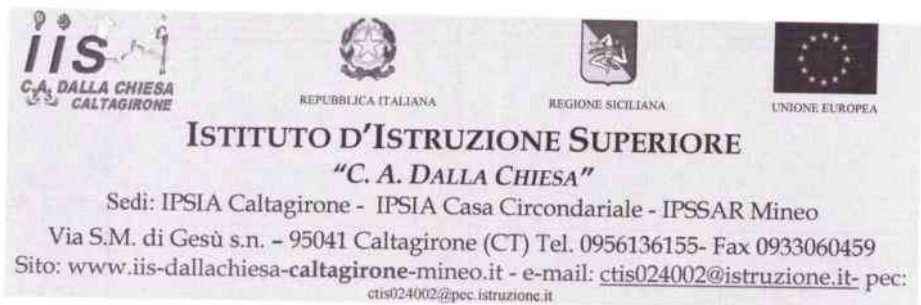 iis
C.A. DALLA CHIESA
CALTAGIRONE
REPUBBLICA ITALIANA
REGIONE SICILIANA
UNIONE EUROPEA
ISTITUTO D'ISTRUZIONE SUPERIORE
"C. A. DALLA CHIESA"
Sedi: IPSIA Caltagirone - IPSIA Casa Circondariale - IPSSAR Mineo
Via S.M. di Gesù s.n. – 95041 Caltagirone (CT) Tel. 0956136155- Fax 0933060459
Sito: www.iis-dallachiesa-caltagirone-mineo.it - e-mail: ctis024002@istruzione.it- pec:
ctis024002@pec.istruzione.it